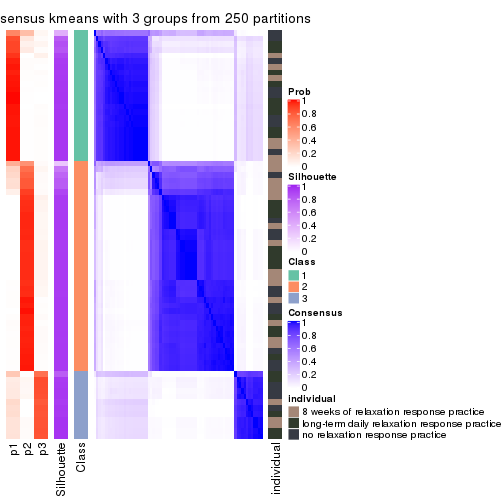 sensus kmeans with 3 groups from 250 partitions
Prob
1
0.8
0.6
0.4
0.2
0
Silhouette
1
0.8
0.6
0.4
0.2
0
Class
1
2
3
Consensus
1
0.8
0.6
0.4
0.2
0
individual
8 weeks of relaxation response practice
long-term daily relaxation response practice
no relaxation response practice
p1
p2
p3
Silhouette
Class
individual